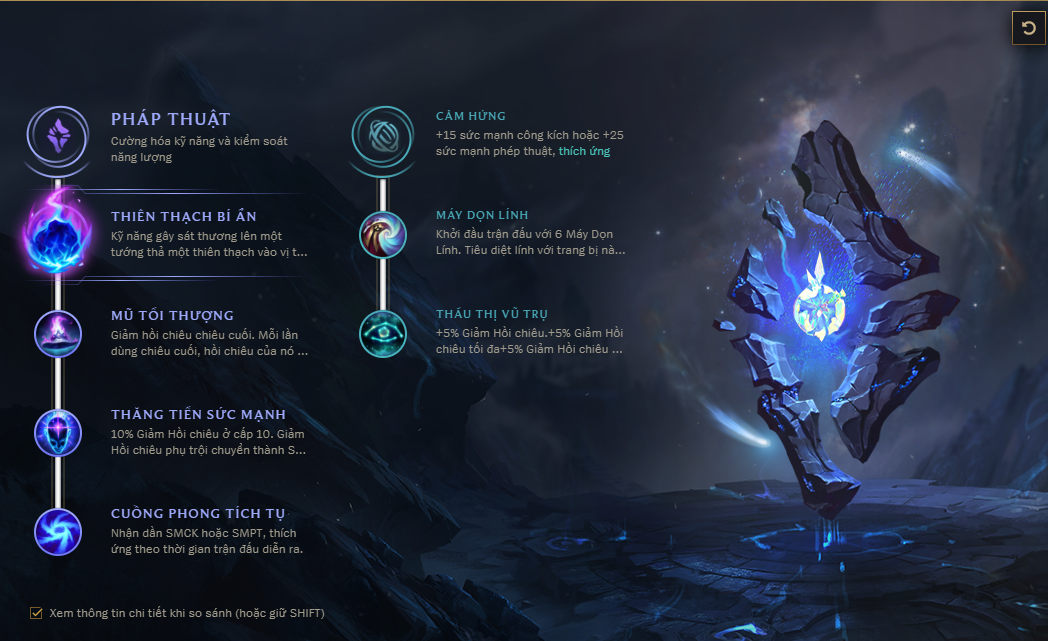 PHÁP THUẬT
Cường hóa kỹ năng và kiểm soát
năng lượng
THIÊN THẠCH BÍ ẨN
Kỹ năng gây sát thương lên một
tướng thả một thiên thạch vào vị t...
MŨ TỐI THƯỢNG
Giảm hồi chiêu chiêu cuối. Mỗi lần
dùng chiêu cuối, hồi chiêu của nó ...
THĂNG TIẾN SỨC MẠNH
10% Giảm Hồi chiêu ở cấp 10. Giảm
Hồi chiêu phụ trội chuyển thành S...
CUỒNG PHONG TÍCH TỤ
Nhận dần SMCK hoặc SMPT, thích
ứng theo thời gian trận đấu diễn ra.
CẢM HỨNG
+15 sức mạnh công kích hoặc +25
sức mạnh phép thuật, thích ứng
MÁY DỌN LÍNH
Khởi đầu trận đấu với 6 Máy Dọn
Lính. Tiêu diệt lính với trang bị nà...
THẤU THỊ VŨ TRỤ
+5% Giảm Hồi chiêu.+5% Giảm Hồi
chiêu tối đa+5% Giảm Hồi chiêu ...
Xem thông tin chi tiết khi so sánh (hoặc giữ SHIFT)